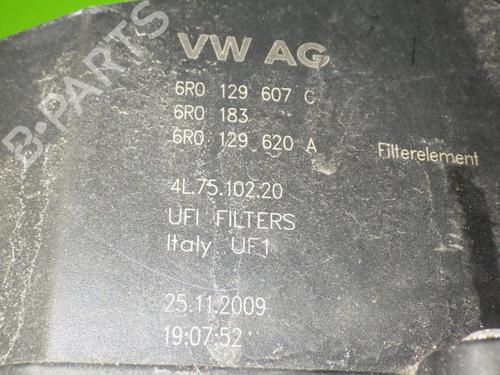 VW AG
6R0 129 607 C
6R0 183
6R0 129 620 A Filterelement
4L.75.102.20
UFI FILTERS
Italy UF1
25.11.2009
19:07:52
B-PARTS